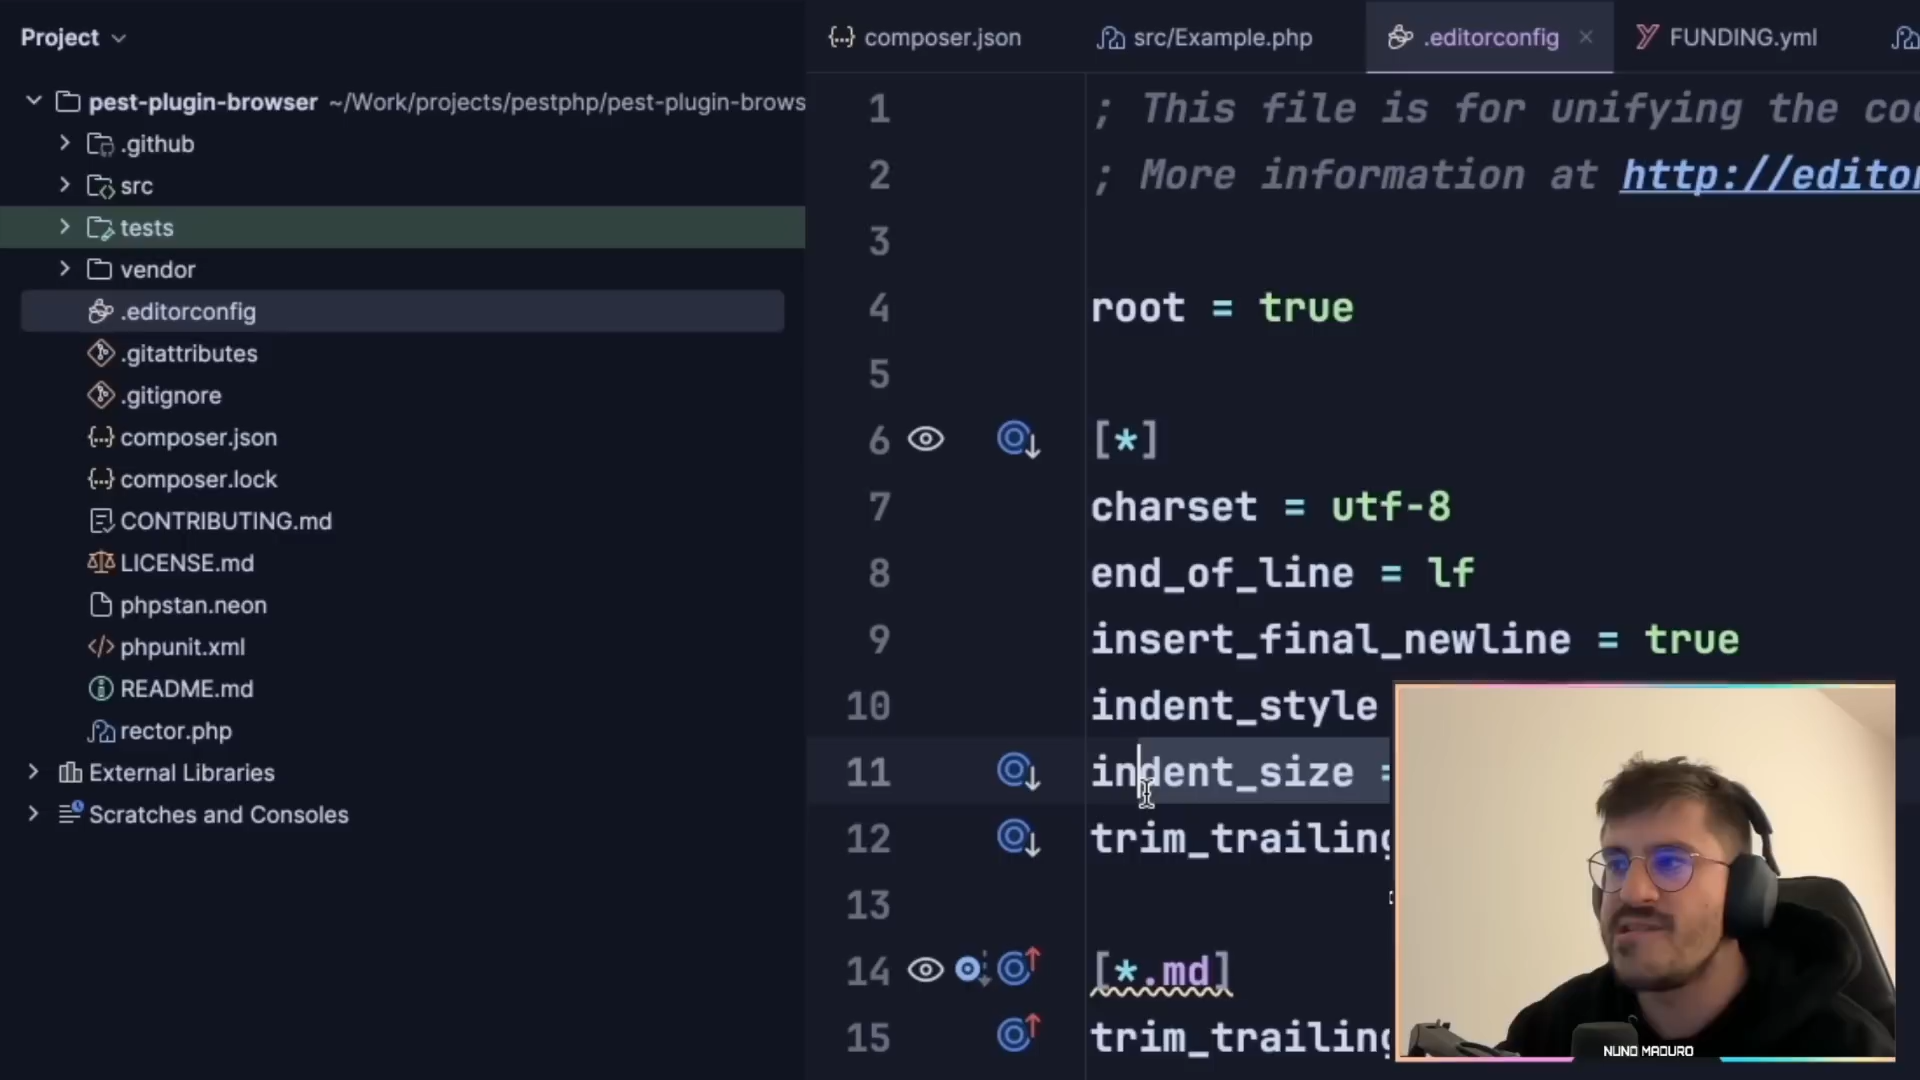 Project
pest-plugin-browser ~/Work/projects/pestphp/pest-plugin-brows
.github
src
tests
vendor
.editorconfig
.gitattributes
.gitignore
composer.json
composer.lock
CONTRIBUTING.md
LICENSE.md
phpstan.neon
phpunit.xml
README.md
rector.php
External Libraries
Scratches and Consoles
composer.json src/Example.php .editorconfig FUNDING.yml
1 ; This file is for unifying the co
2 ; More information at http://editor
3
4 root = true
5
6 [*]
7 charset = utf-8
8 end_of_line = lf
9 insert_final_newline = true
10 indent_style
11 indent_size =
12 trim_trailing
13
14 [*.md]
15 trim_trailing
NUNO MADURO